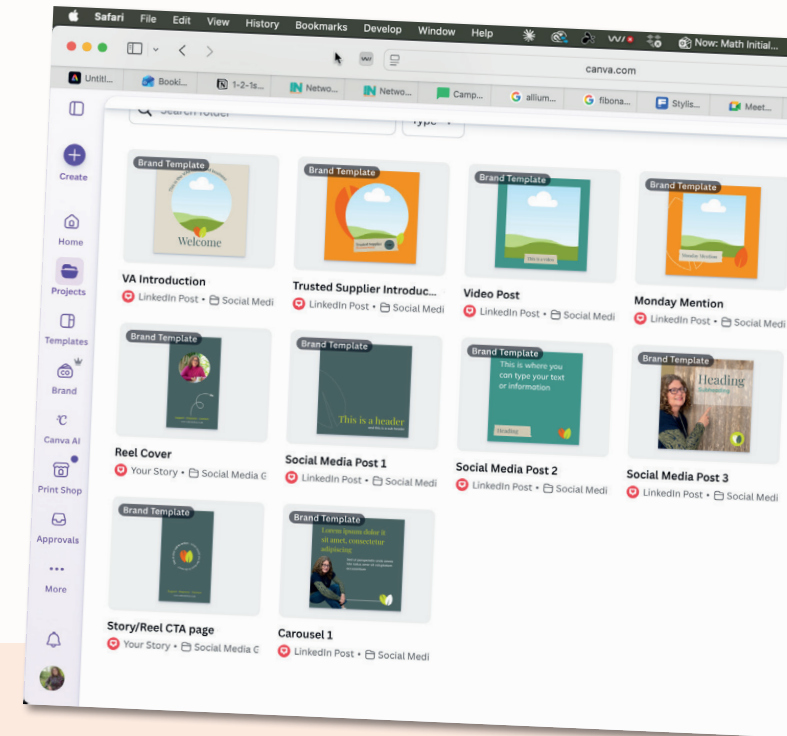 Safari File Edit View History Bookmarks Develop Window Help
Now: Math Initial...
canva.com
Untitl...
Booki...
1-2-1s...
Netwo...
Netwo...
Camp...
allium...
fibona...
Stylis...
Meet...
Search folder
Type
Create
Home
Projects
Templates
Brand
Canva AI
Print Shop
Approvals
More
Brand Template
Welcome
VA Introduction
LinkedIn Post • Social Medi
Brand Template
Trusted Supplier Introduc...
LinkedIn Post • Social Medi
Brand Template
Video Post
LinkedIn Post • Social Medi
Brand Template
Monday Mention
Monday Mention
LinkedIn Post • Social Medi
Brand Template
Reel Cover
Your Story • Social Media G
Brand Template
This is a header
Social Media Post 1
LinkedIn Post • Social Medi
Brand Template
This is where you
can type your text
or information
Heading
Social Media Post 2
LinkedIn Post • Social Medi
Brand Template
Heading
Subheading
Social Media Post 3
LinkedIn Post • Social Medi
Brand Template
Story/Reel CTA page
Your Story • Social Media G
Brand Template
Lorem ipsum dolor it
sit amet, consectetur
adipiscing
Carousel 1
LinkedIn Post • Social Medi